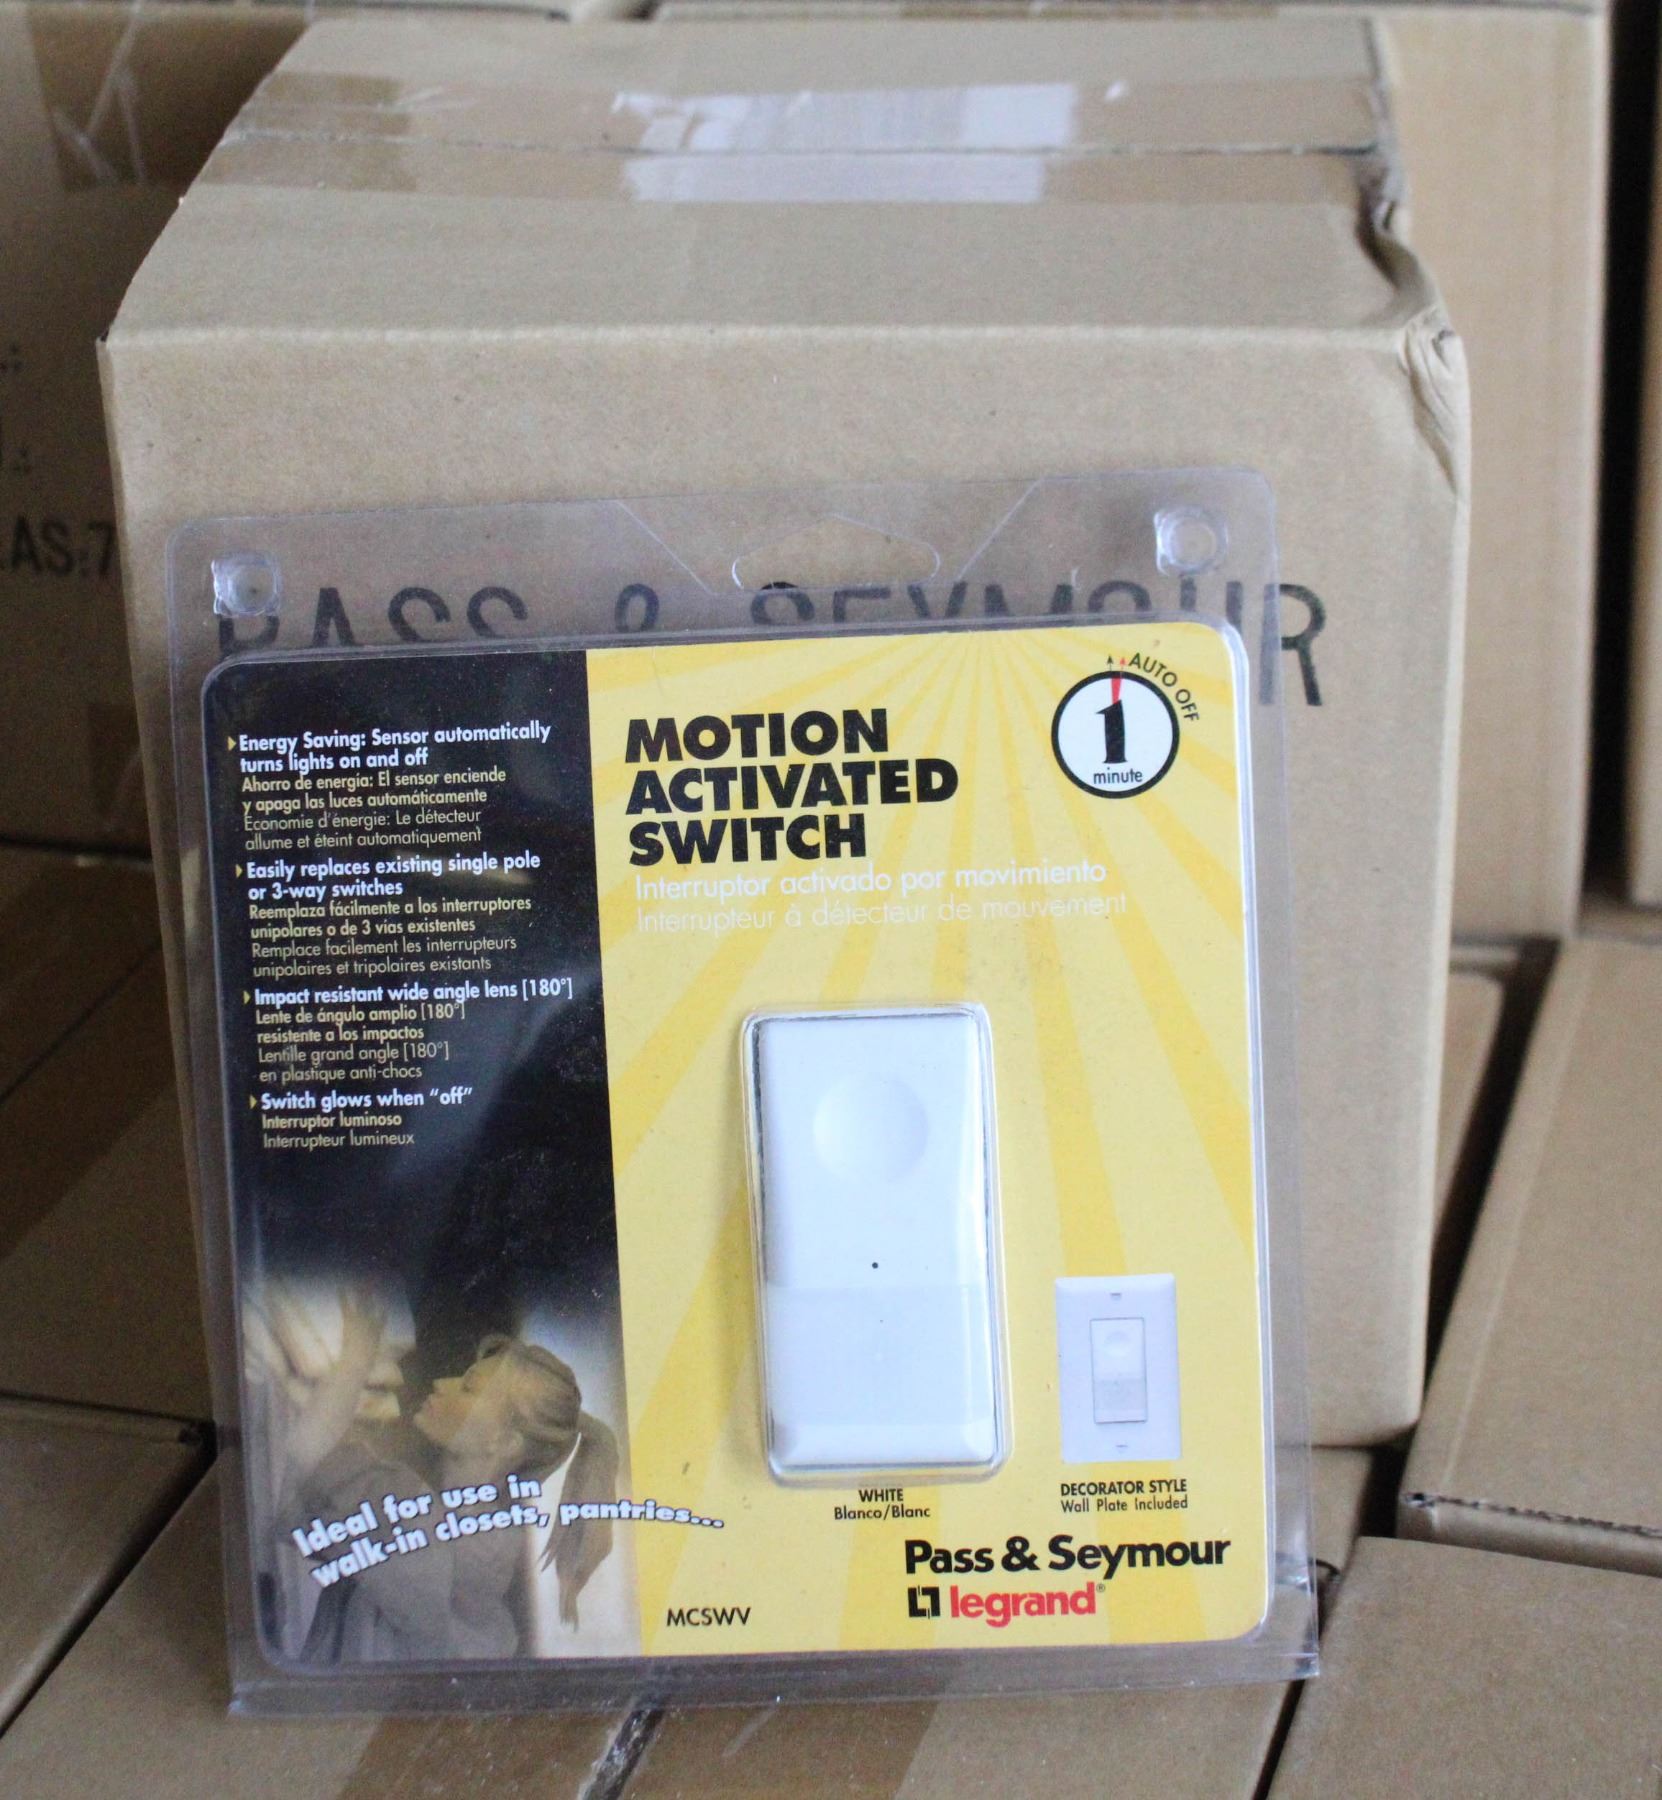 AS:7
PASS & SEYMOUR
Energy Saving: Sensor automatically
turns lights on and off
Ahorro de energía: El sensor enciende
y apaga las luces automáticamente
Économie d'énergie: Le détecteur
allume et éteint automatiquement
Easily replaces existing single pole
or 3-way switches
Reemplaza fácilmente a los interruptores
unipolares o de 3 vias existentes
Remplace facilement les interrupteurs
unipolaires et tripolaires existants
Impact resistant wide angle lens [180°]
Lente de ángulo amplio [180°]
resistente a los impactos
Lentille grand angle [180°]
en plastique anti-chocs
Switch glows when “off”
Interruptor luminoso
Interrupteur lumineux
Ideal for use in
walk-in closets, pantries...
MOTION
ACTIVATED
SWITCH
Interruptor activado por movimiento
Interrupteur à détecteur de mouvement
AUTO OFF
1
minute
WHITE
Blanco/Blanc
DECORATOR STYLE
Wall Plate Included
Pass & Seymour
legrand®
MCSWV